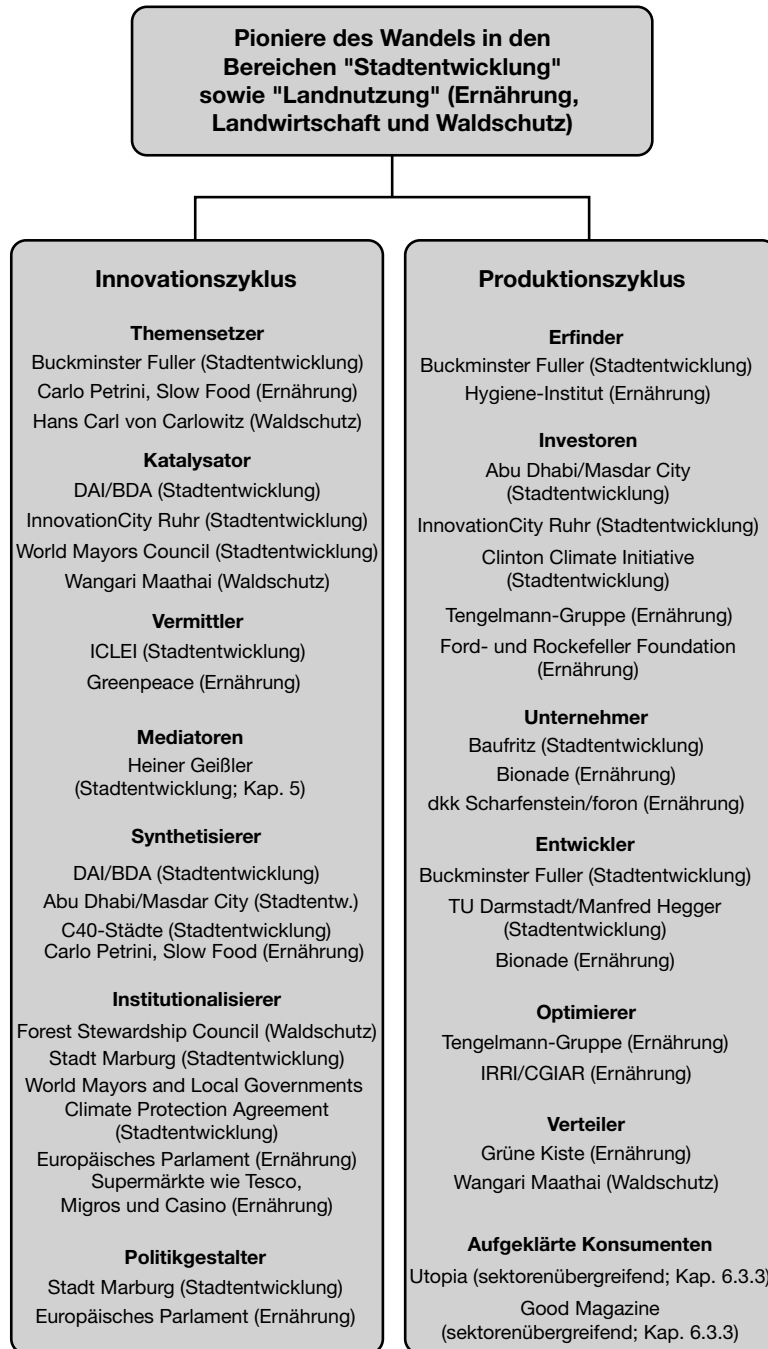 Pioniere des Wandels in den
Bereichen "Stadtentwicklung"
sowie "Landnutzung" (Ernährung,
Landwirtschaft und Waldschutz)
Innovationszyklus
Themensetzer
Buckminster Fuller (Stadtentwicklung)
Carlo Petrini, Slow Food (Ernährung)
Hans Carl von Carlowitz (Waldschutz)
Katalysator
DAI/BDA (Stadtentwicklung)
InnovationCity Ruhr (Stadtentwicklung)
World Mayors Council (Stadtentwicklung)
Wangari Maathai (Waldschutz)
Vermittler
ICLEI (Stadtentwicklung)
Greenpeace (Ernährung)
Mediatoren
Heiner Geißler
(Stadtentwicklung; Kap. 5)
Synthetisierer
DAI/BDA (Stadtentwicklung)
Abu Dhabi/Masdar City (Stadtentw.)
C40-Städte (Stadtentwicklung)
Carlo Petrini, Slow Food (Ernährung)
Institutionalisierer
Forest Stewardship Council (Waldschutz)
Stadt Marburg (Stadtentwicklung)
World Mayors and Local Governments
Climate Protection Agreement
(Stadtentwicklung)
Europäisches Parlament (Ernährung)
Supermärkte wie Tesco,
Migros und Casino (Ernährung)
Politikgestalter
Stadt Marburg (Stadtentwicklung)
Europäisches Parlament (Ernährung)
Produktionszyklus
Erfinder
Buckminster Fuller (Stadtentwicklung)
Hygiene-Institut (Ernährung)
Investoren
Abu Dhabi/Masdar City
(Stadtentwicklung)
InnovationCity Ruhr (Stadtentwicklung)
Clinton Climate Initiative
(Stadtentwicklung)
Tengelmann-Gruppe (Ernährung)
Ford- und Rockefeller Foundation
(Ernährung)
Unternehmer
Baufritz (Stadtentwicklung)
Bionade (Ernährung)
dkk Scharfenstein/foron (Ernährung)
Entwickler
Buckminster Fuller (Stadtentwicklung)
TU Darmstadt/Manfred Hegger
(Stadtentwicklung)
Bionade (Ernährung)
Optimierer
Tengelmann-Gruppe (Ernährung)
IRRI/CGIAR (Ernährung)
Verteiler
Grüne Kiste (Ernährung)
Wangari Maathai (Waldschutz)
Aufgeklärte Konsumenten
Utopia (sektorenübergreifend; Kap. 6.3.3)
Good Magazine
(sektorenübergreifend; Kap. 6.3.3)